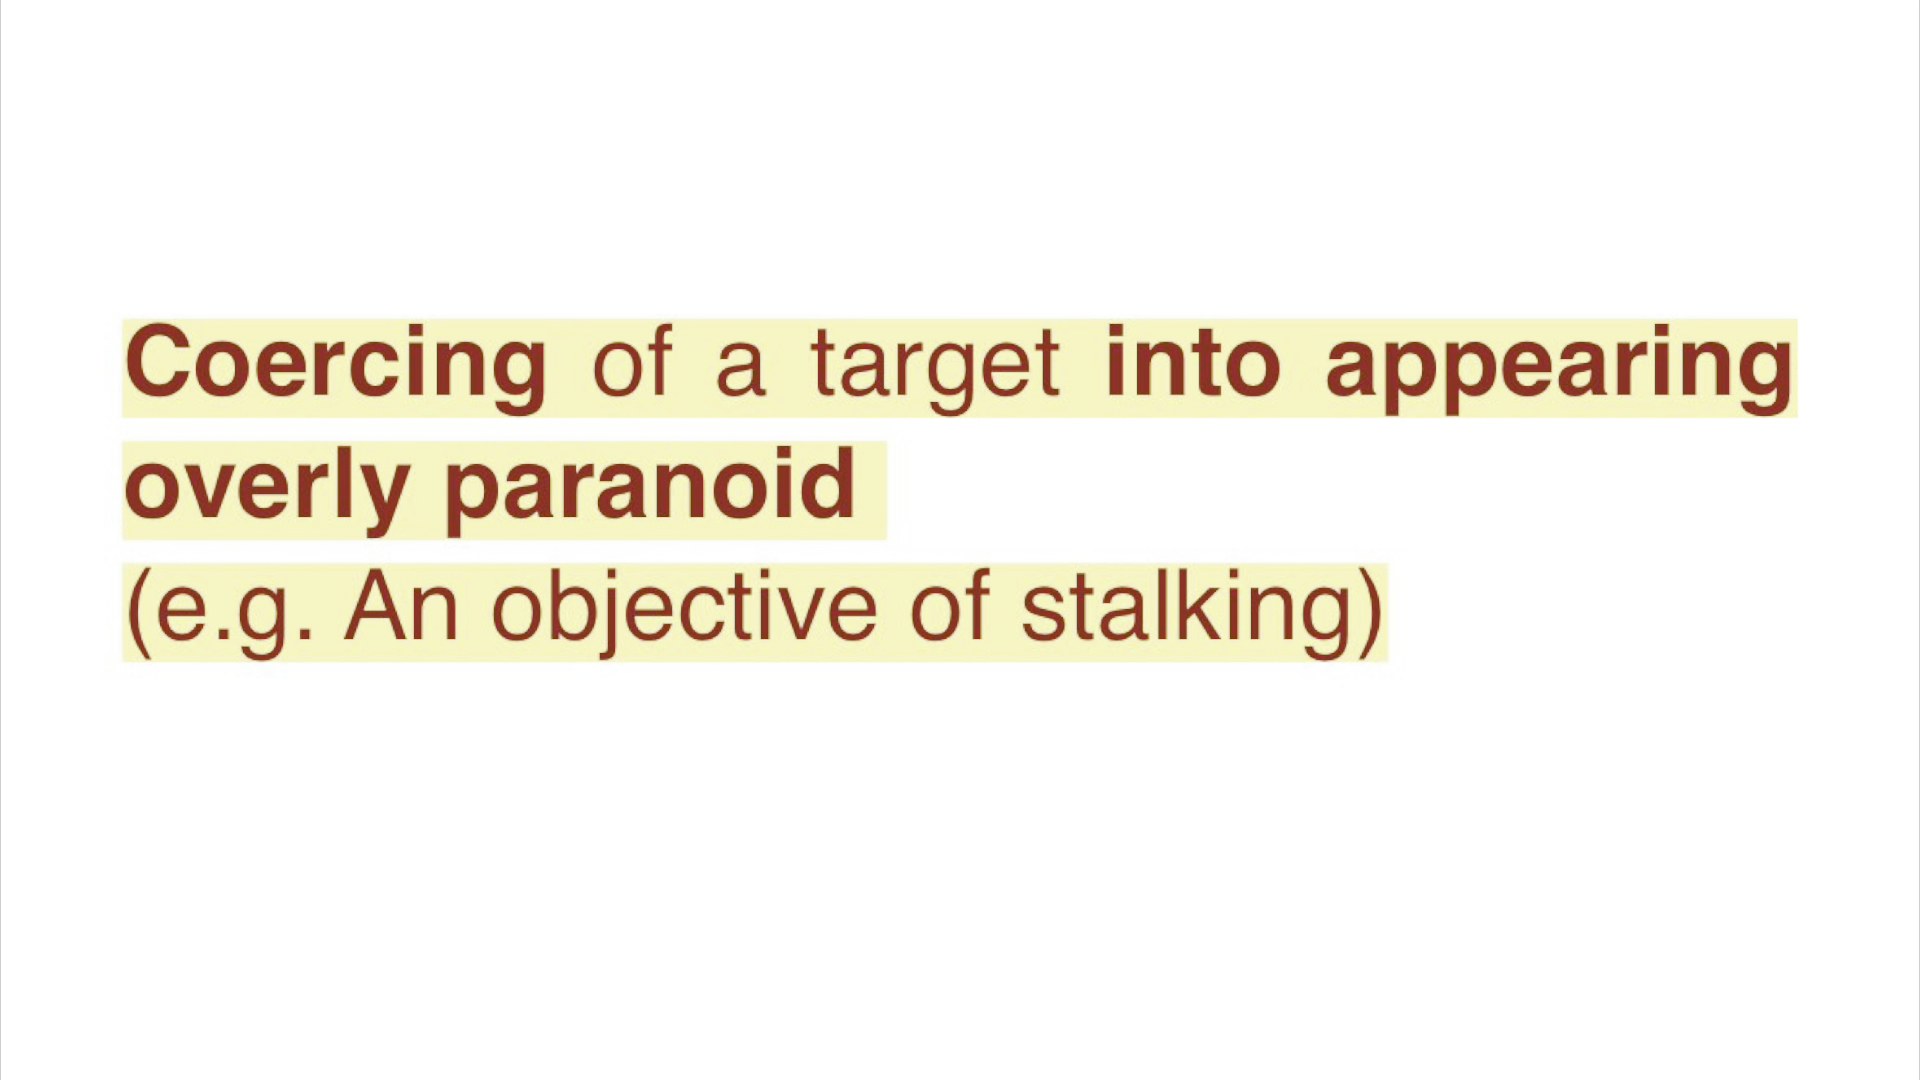 Coercing of a target into appearing
overly paranoid
(e.g. An objective of stalking)